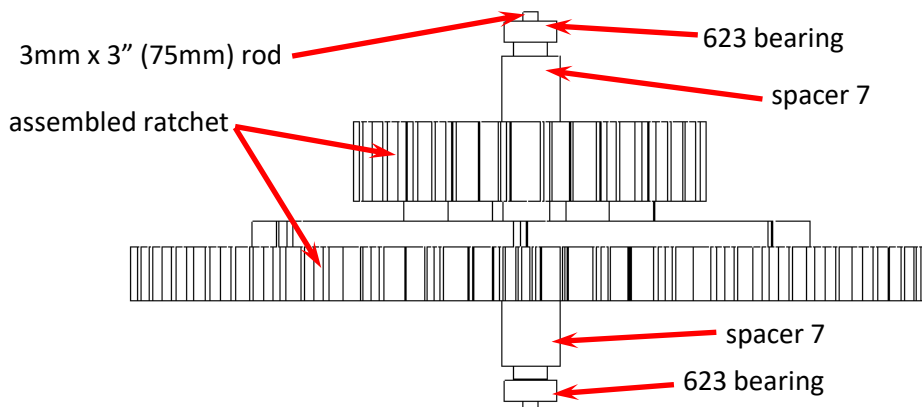 623 bearing
3mm x 3” (75mm) rod
spacer 7
assembled ratchet
spacer 7
623 bearing